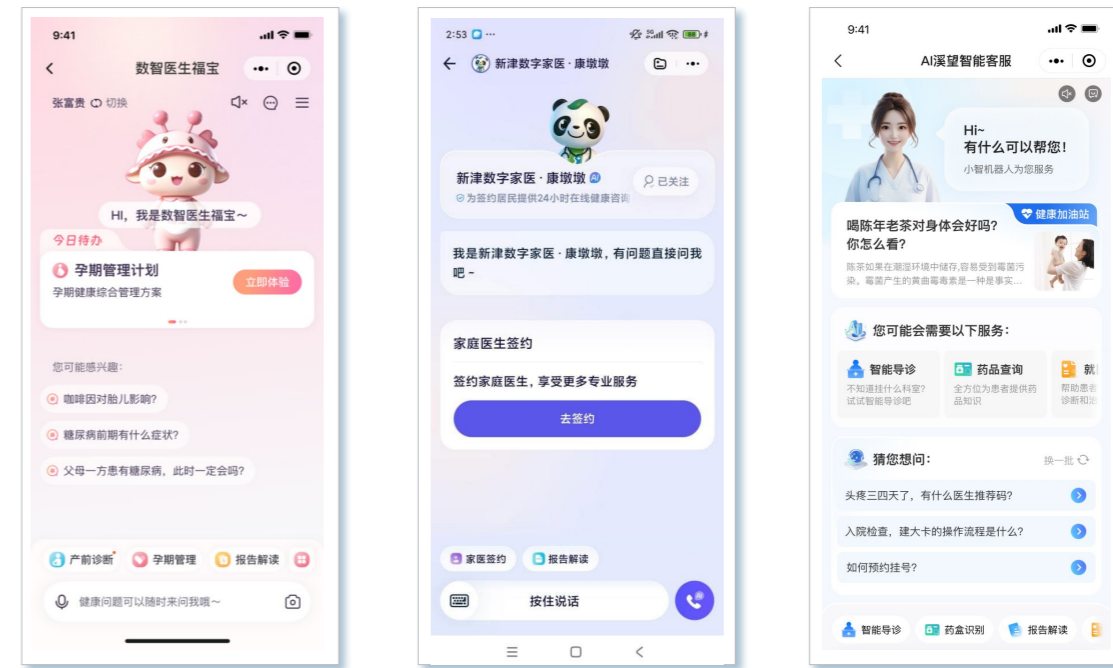 9:41
数智医生福宝
张富贵 切换
HI，我是数智医生福宝～
今日待办
孕期管理计划
孕期健康综合管理方案
立即体验
您可能感兴趣：
咖啡因对胎儿影响?
糖尿病前期有什么症状?
父母一方患有糖尿病，此时一定会吗?
产前诊断
孕期管理
报告解读
健康问题可以随时来问我哦～
2:53
新津数字家医·康墩墩
新津数字家医·康墩墩
为签约居民提供24小时在线健康咨询
已关注
我是新津数字家医·康墩墩，有问题直接问我
吧~
家庭医生签约
签约家庭医生，享受更多专业服务
去签约
家医签约
报告解读
按住说话
9:41
AI溪望智能客服
Hi~
有什么可以帮您！
小智机器人为您服务
健康加油站
喝陈年老茶对身体会好吗?
你怎么看?
陈茶如果在潮湿环境中储存,容易受到霉菌污
染。霉菌产生的黄曲霉毒素是一种是事实...
您可能会需要以下服务：
智能导诊
不知道挂什么科室?
试试智能导诊吧
药品查询
全方位为患者提供药
品知识
就
帮助患者
诊断和治
猜您想问：
换一批
头疼三四天了，有什么医生推荐码?
入院检查，建大卡的操作流程是什么?
如何预约挂号?
智能导诊
药盒识别
报告解读